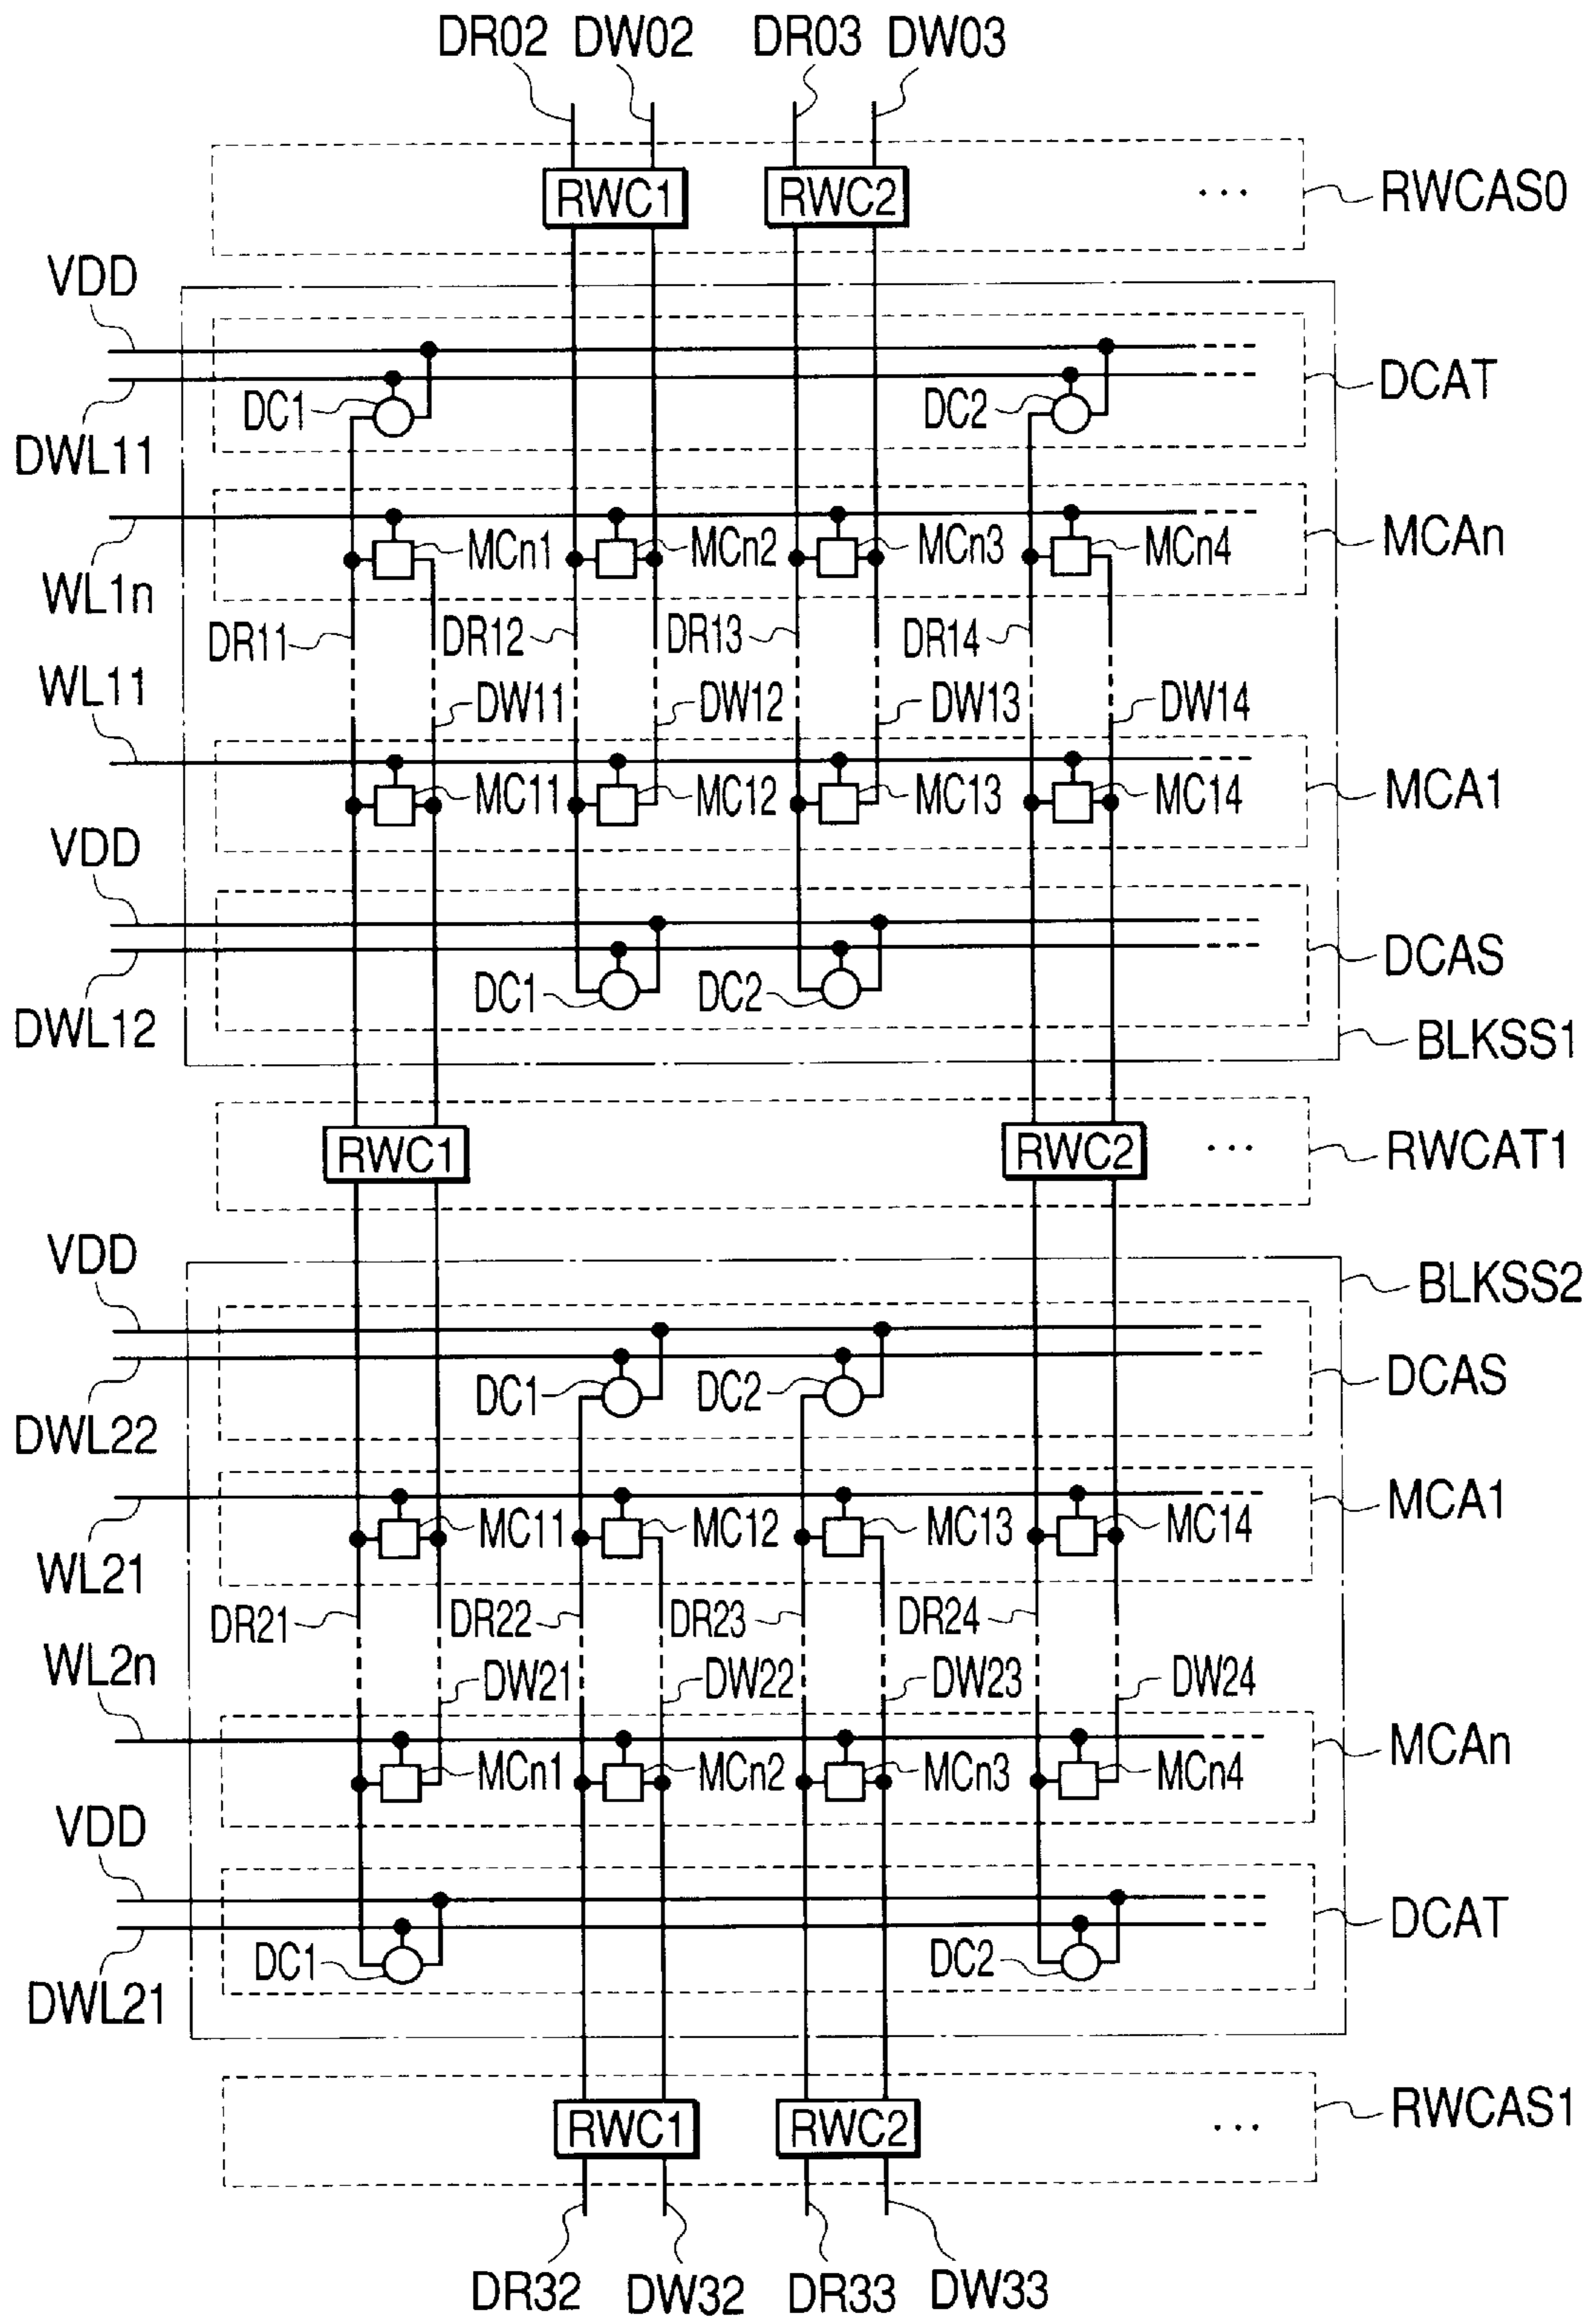 DR02 DW02 DR03 DW03
RWC1 RWC2 ... RWCAS0
VDD
DC1 DC2 DCAT
DWL11
MCn1 MCn2 MCn3 MCn4 MCAn
WL1n
DR11 DR12 DR13 DR14
WL11
DW11 DW12 DW13 DW14
MC11 MC12 MC13 MC14 MCA1
VDD
DCAS
DC1 DC2
DWL12
BLKSS1
RWC1 RWC2 ... RWCAT1
VDD
BLKSS2
DC1 DC2 DCAS
DWL22
MC11 MC12 MC13 MC14 MCA1
WL21
DR21 DR22 DR23 DR24
WL2n
DW21 DW22 DW23 DW24
MCn1 MCn2 MCn3 MCn4 MCAn
VDD
DCAT
DC1 DC2
DWL21
RWC1 RWC2 ... RWCAS1
DR32 DW32 DR33 DW33